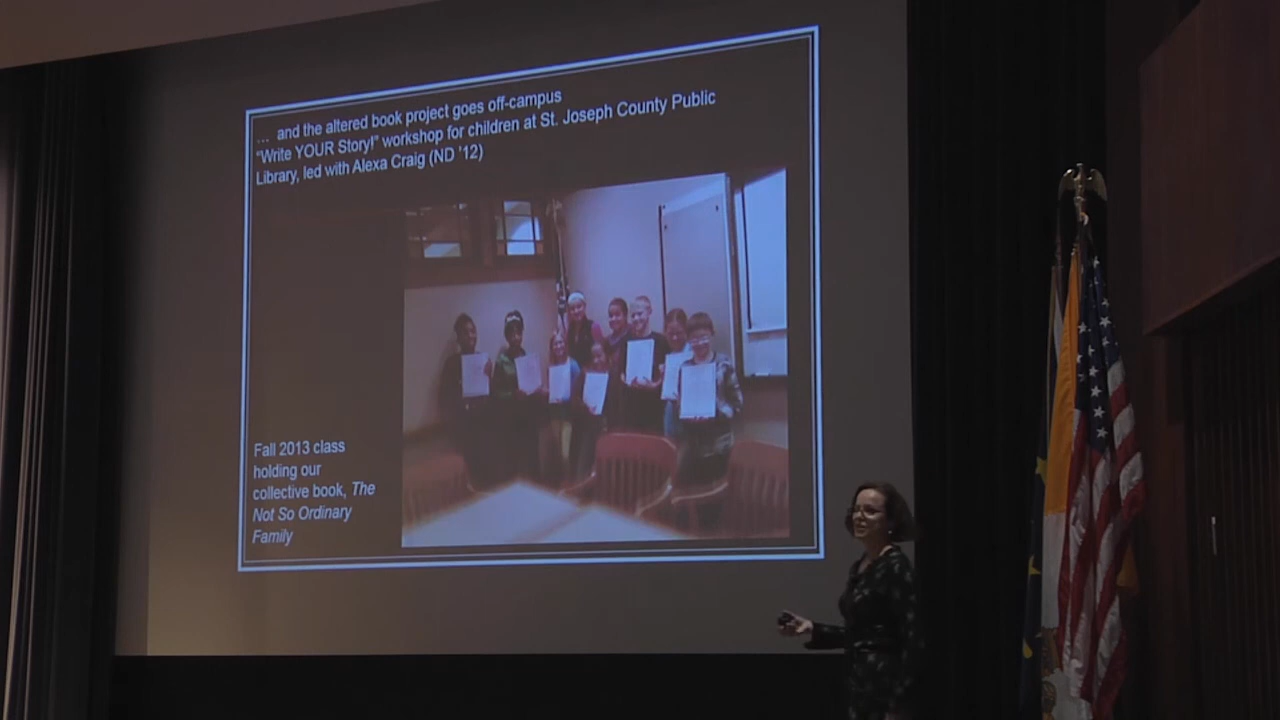 ... and the altered book project goes off-campus
"Write YOUR Story!" workshop for children at St. Joseph County Public
Library, led with Alexa Craig (ND '12)
Fall 2013 class
holding our
collective book, The
Not So Ordinary
Family